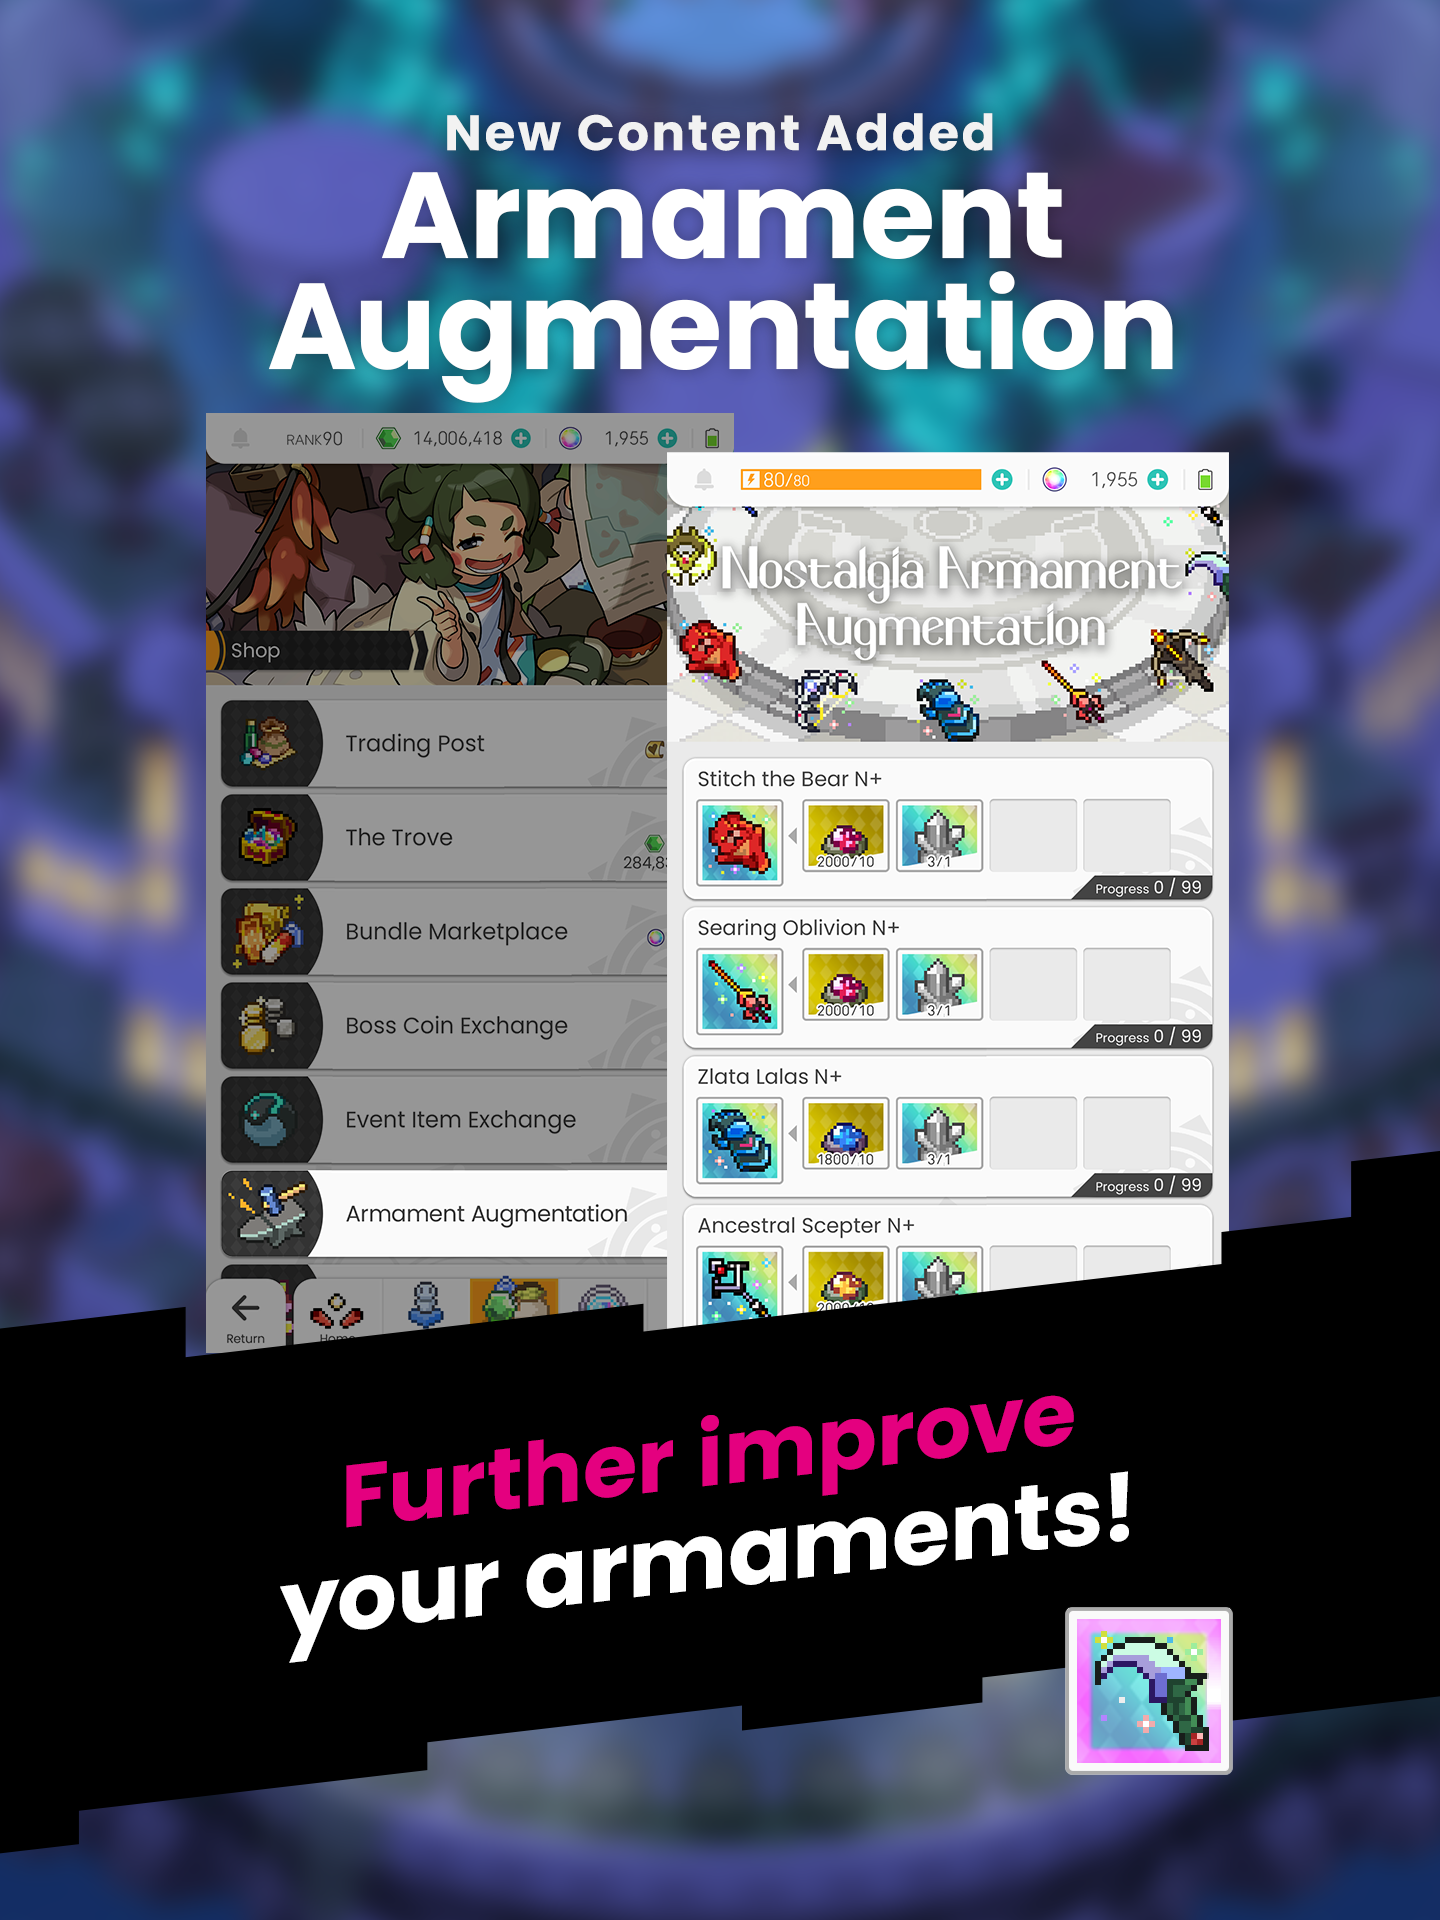 New Content Added
Armament
Augmentation
RANK90
14,006,418
1,955
Shop
Trading Post
The Trove
284,8
Bundle Marketplace
Boss Coin Exchange
Event Item Exchange
Armament Augmentation
Return
Home
80/80
1,955
Nostalgia Armament
Augmentation
Stitch the Bear N+
2000/10
3/1
Progress 0 / 99
Searing Oblivion N+
2000/10
3/1
Progress 0 / 99
Zlata Lalas N+
1800/10
3/1
Progress 0 / 99
Ancestral Scepter N+
Further improve
your armaments!